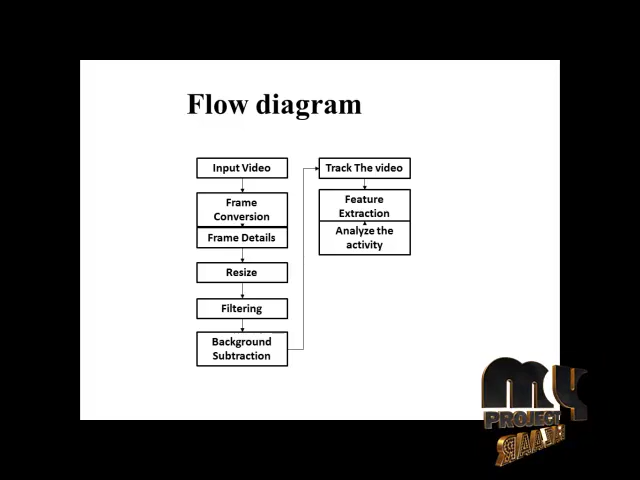 Flow diagram
Input Video
Frame
Conversion
Frame Details
Resize
Filtering
Background
Subtraction
Track The video
Feature
Extraction
Analyze the
activity
my
PROJECT